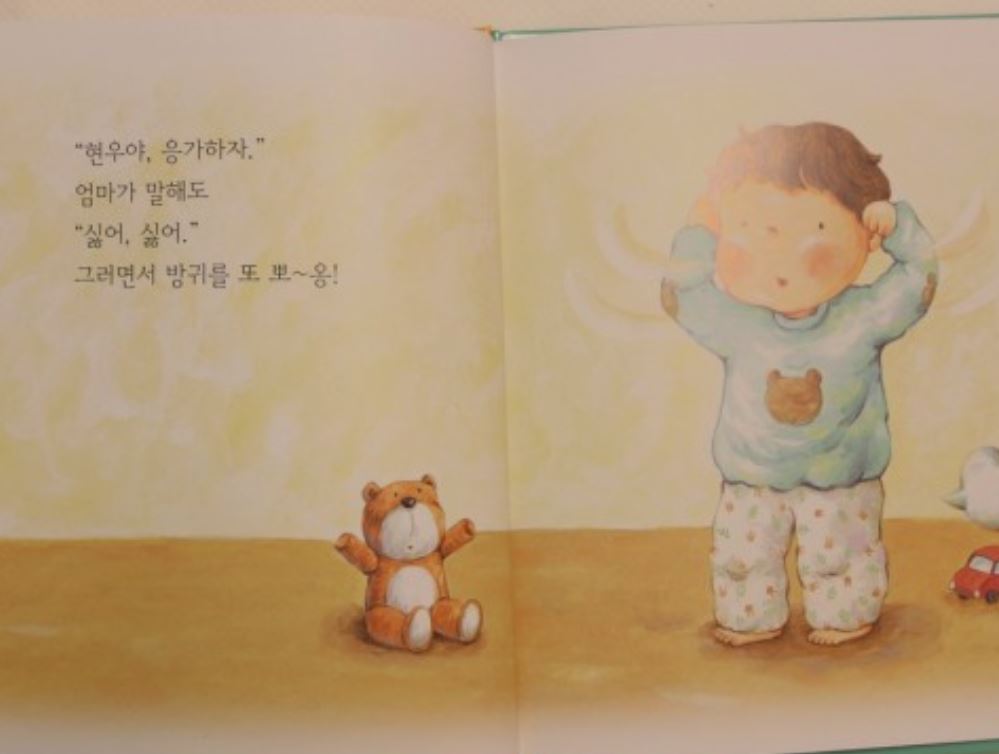 “현우야, 응가하자.”
엄마가 말해도
“싫어, 싫어.”
그러면서 방귀를 또 뽀~옹!